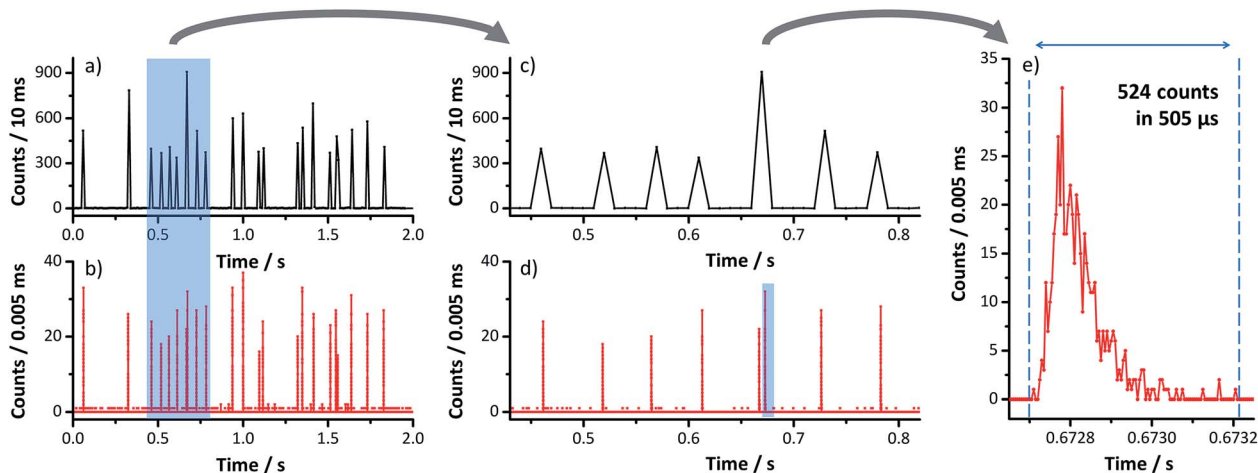 a)
Counts / 10 ms
900
600
300
0
0.0 0.5 1.0 1.5 2.0
Time / s
b)
Counts / 0.005 ms
40
20
0
0.0 0.5 1.0 1.5 2.0
Time / s
c)
Counts / 10 ms
900
600
300
0
0.5 0.6 0.7 0.8
Time / s
d)
Counts / 0.005 ms
40
20
0
0.5 0.6 0.7 0.8
Time / s
e)
524 counts
in 505 µs
Counts / 0.005 ms
35
30
25
20
15
10
5
0
0.6728 0.6730 0.6732
Time / s